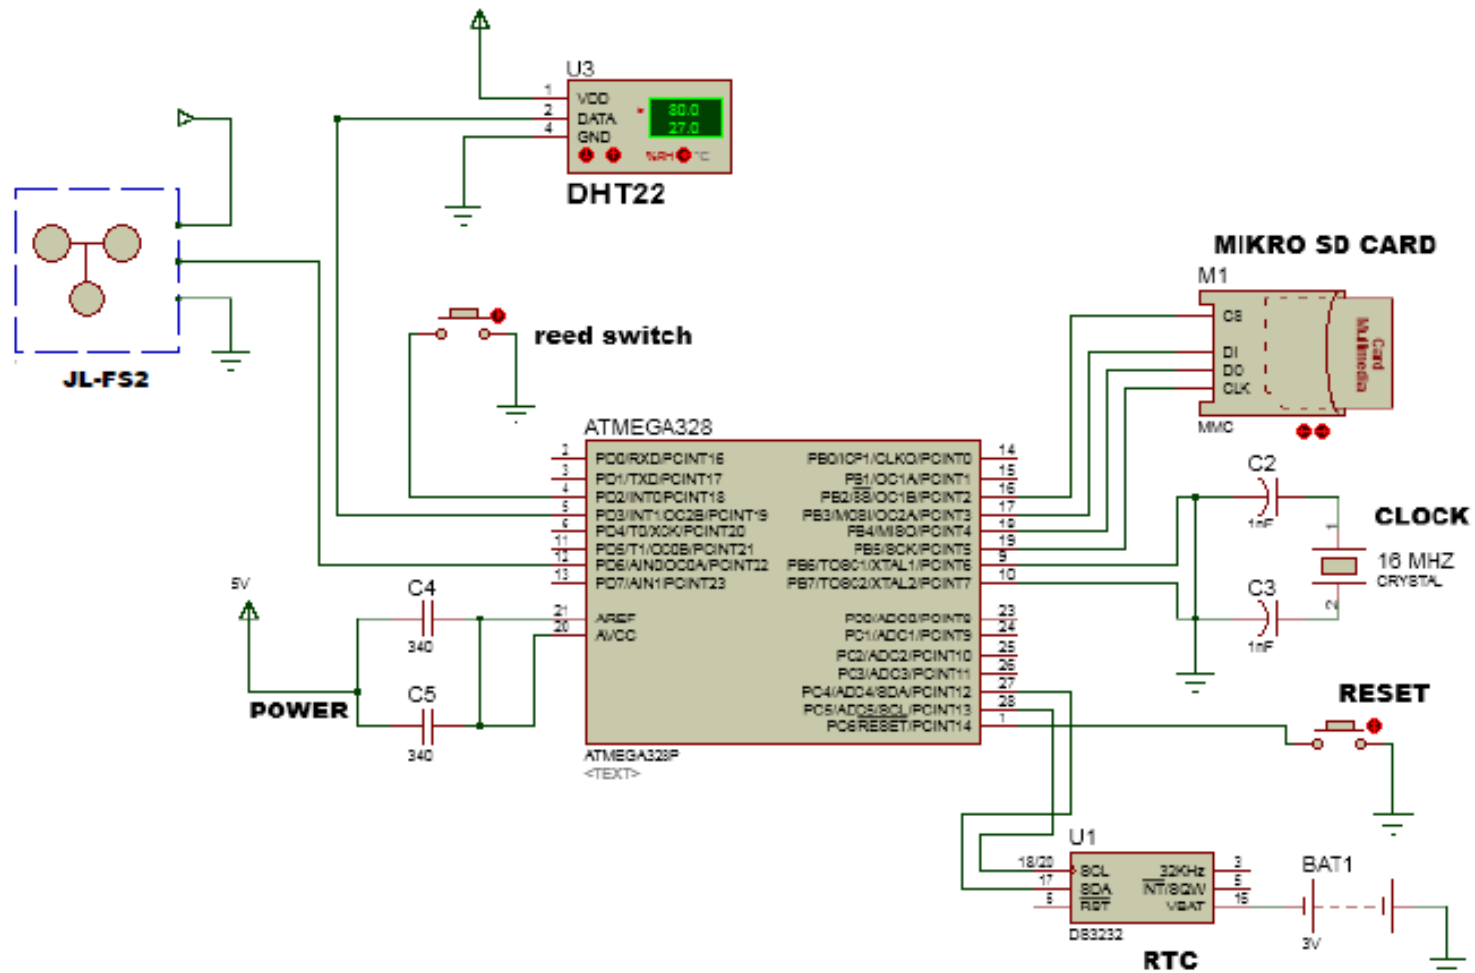 U3
1
2
4
VDD
DATA
GND
80.0
27.0
%RH
°C
DHT22
JL-FS2
reed switch
MIKRO SD CARD
M1
CS
DI
DO
CLK
Multimedia
Card
MMC
ATMEGA328
2
3
4
5
6
11
12
13
21
20
PD0/RXD/PCINT16
PD1/TXD/PCINT17
PD2/INT0/PCINT18
PD3/INT1/OC2B/PCINT19
PD4/T0/XCK/PCINT20
PD5/T1/OC0B/PCINT21
PD6/AIN0/OC0A/PCINT22
PD7/AIN1/PCINT23
AREF
AVCC
PB0/ICP1/CLKO/PCINT0
PB1/OC1A/PCINT1
PB2/SS/OC1B/PCINT2
PB3/MOSI/OC2A/PCINT3
PB4/MISO/PCINT4
PB5/SCK/PCINT5
PB6/TOSC1/XTAL1/PCINT6
PB7/TOSC2/XTAL2/PCINT7
PC0/ADC0/PCINT8
PC1/ADC1/PCINT9
PC2/ADC2/PCINT10
PC3/ADC3/PCINT11
PC4/ADC4/SDA/PCINT12
PC5/ADC5/SCL/PCINT13
PC6/RESET/PCINT14
14
15
16
17
18
19
9
10
23
24
25
26
27
28
1
ATMEGA328P
<TEXT>
C2
1nF
C3
1nF
CLOCK
1
2
16 MHZ
CRYSTAL
5V
C4
340
C5
340
POWER
RESET
U1
18/20
17
SCL
SDA
RST
32KHz
INT/SQW
VBAT
3
5
16
DS3232
RTC
BAT1
3V